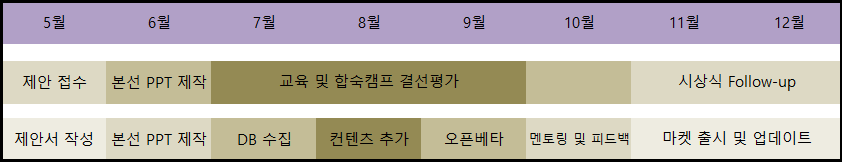 5월 6월 7월 8월 9월 10월 11월 12월
제안 접수 본선 PPT 제작 교육 및 합숙캠프 결선평가 시상식 Follow-up
제안서 작성 본선 PPT 제작 DB 수집 컨텐츠 추가 오픈베타 멘토링 및 피드백 마켓 출시 및 업데이트